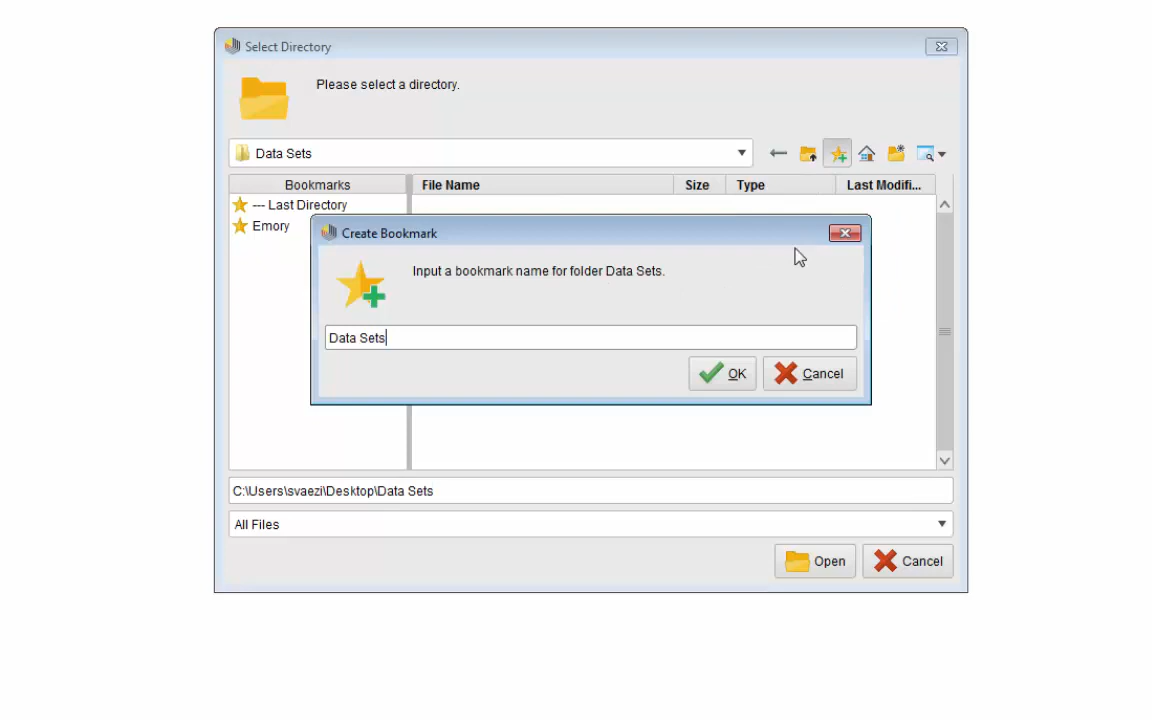 Select Directory
Please select a directory.
Data Sets
Bookmarks File Name Size Type Last Modifi...
--- Last Directory
Emory
Create Bookmark
Input a bookmark name for folder Data Sets.
Data Sets
OK Cancel
C:\Users\svaezi\Desktop\Data Sets
All Files
Open Cancel